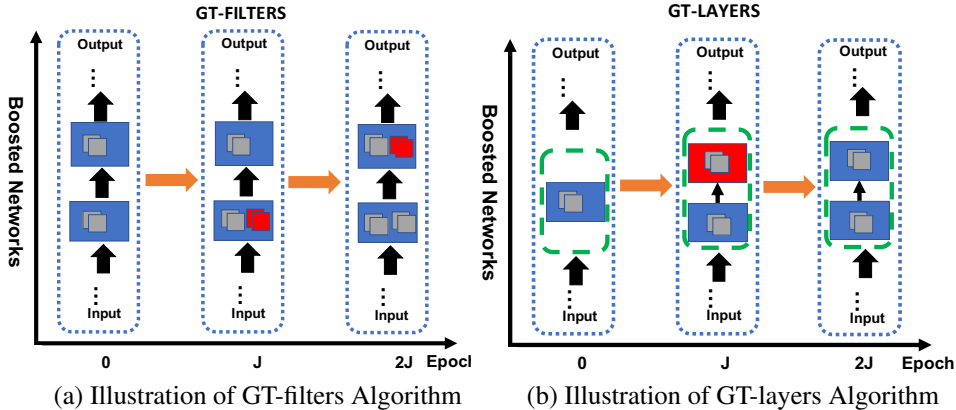 GT-FILTERS
Boosted Networks
Output
...
...
Input
Output
...
...
Input
Output
...
...
Input
0
J
2J
Epocl
(a) Illustration of GT-filters Algorithm
GT-LAYERS
Boosted Networks
Output
...
...
Input
Output
...
...
Input
Output
...
...
Input
0
J
2J
Epoch
(b) Illustration of GT-layers Algorithm